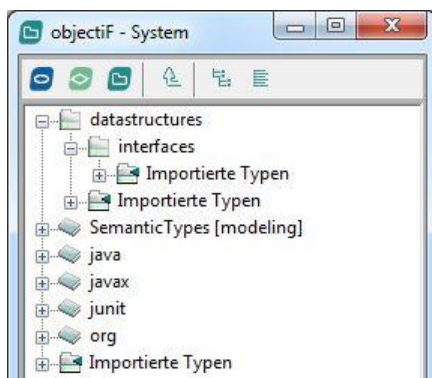 objectiF - System
datastructures
interfaces
Importierte Typen
Importierte Typen
SemanticTypes [modeling]
java
javax
junit
org
Importierte Typen